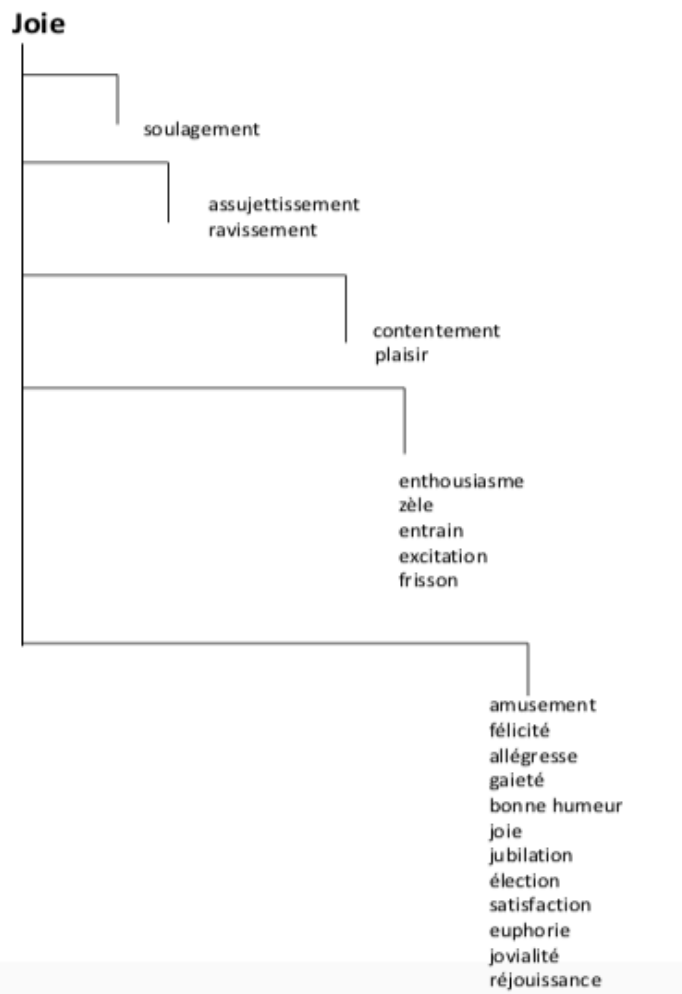 Joie
soulagement
assujettissement
ravissement
contentement
plaisir
enthousiasme
zèle
entrain
excitation
frisson
amusement
félicité
allégresse
gaieté
bonne humeur
joie
jubilation
élection
satisfaction
euphorie
jovialité
réjouissance